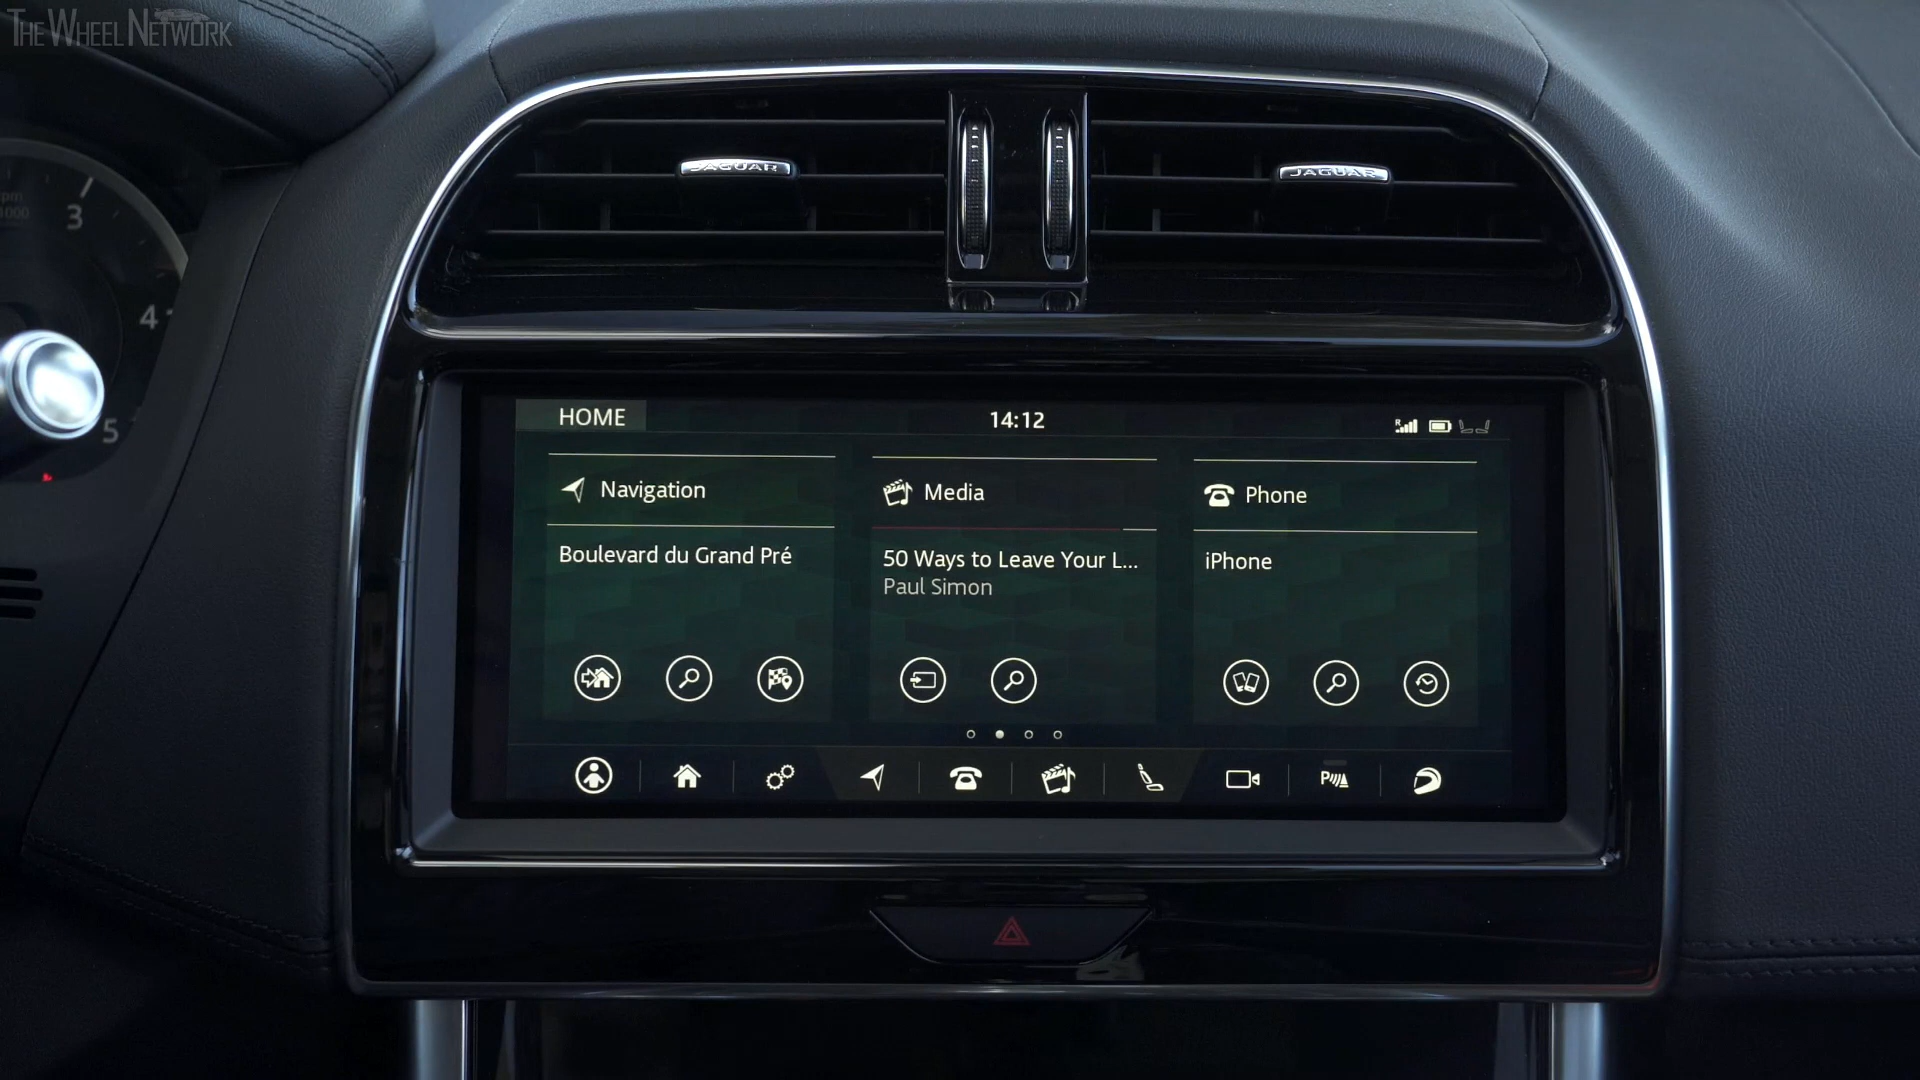 THE WHEEL NETWORK
JAGUAR
JAGUAR
3
4
5
HOME
14:12
R
Navigation
Media
Phone
Boulevard du Grand Pré
50 Ways to Leave Your L...
Paul Simon
iPhone
P